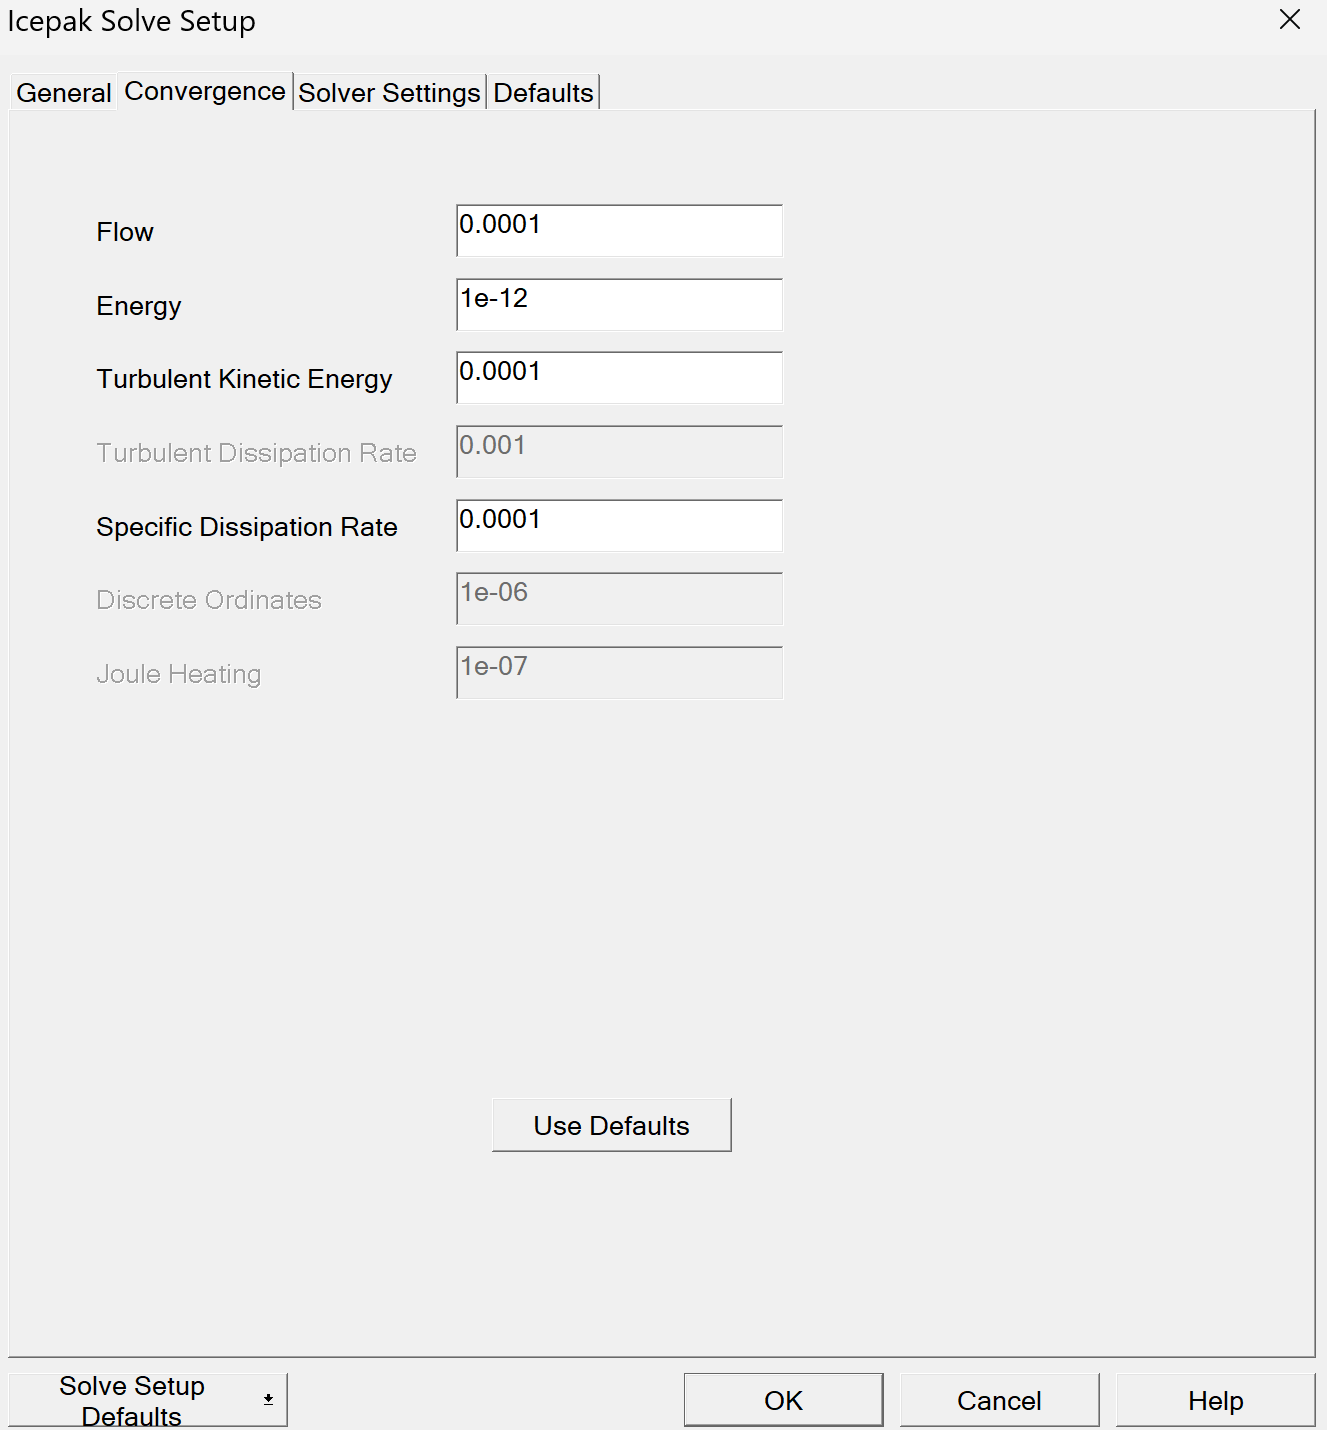 Icepak Solve Setup
General Convergence Solver Settings Defaults
Flow 0.0001
Energy 1e-12
Turbulent Kinetic Energy 0.0001
Turbulent Dissipation Rate 0.001
Specific Dissipation Rate 0.0001
Discrete Ordinates 1e-06
Joule Heating 1e-07
Use Defaults
Solve Setup
Defaults
OK Cancel Help